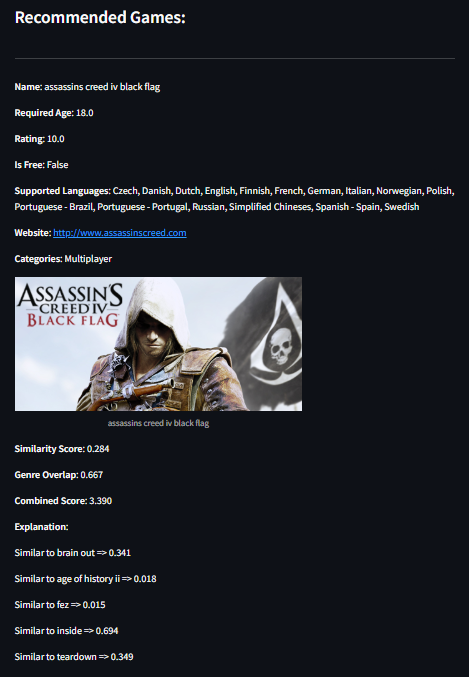 Recommended Games:
Name: assassins creed iv black flag
Required Age: 18.0
Rating: 10.0
Is Free: False
Supported Languages: Czech, Danish, Dutch, English, Finnish, French, German, Italian, Norwegian, Polish,
Portuguese - Brazil, Portuguese - Portugal, Russian, Simplified Chineses, Spanish - Spain, Swedish
Website: http://www.assassinscreed.com
Categories: Multiplayer
ASSASSIN'S
CREED IV
BLACK FLAG
assassins creed iv black flag
Similarity Score: 0.284
Genre Overlap: 0.667
Combined Score: 3.390
Explanation:
Similar to brain out => 0.341
Similar to age of history ii => 0.018
Similar to fez => 0.015
Similar to inside => 0.694
Similar to teardown => 0.349